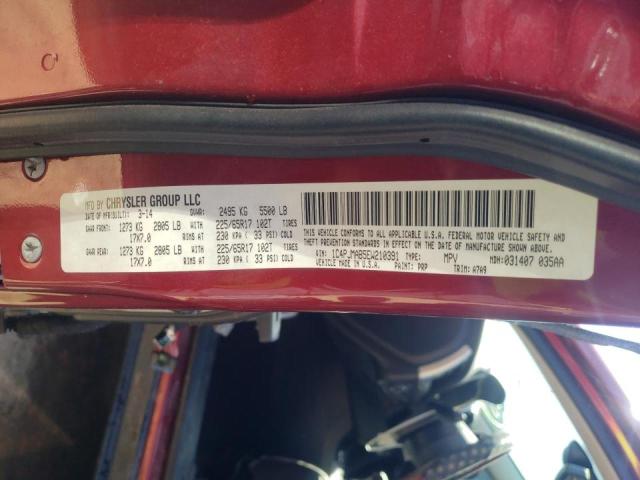 MFD BY CHRYSLER GROUP LLC
DATE OF MFR(BUILT): 3-14 GVWR: 2495 KG 5500 LB
GAWR FRONT: 1273 KG 2805 LB WITH 225/65R17 102T TIRES
17X7.0 RIMS AT 230 KPA ( 33 PSI) COLD
GAWR REAR: 1273 KG 2805 LB WITH 225/65R17 102T TIRES
17X7.0 RIMS AT 230 KPA ( 33 PSI) COLD
THIS VEHICLE CONFORMS TO ALL APPLICABLE U.S.A. FEDERAL MOTOR VEHICLE SAFETY AND
THEFT PREVENTION STANDARDS IN EFFECT ON THE DATE OF MANUFACTURE SHOWN ABOVE.
VIN: 1C4PJMAB5EW210391 TYPE: MPV MDH:031407 035AA
MADE IN U.S.A. PAINT: PRP TRIM: A7A9